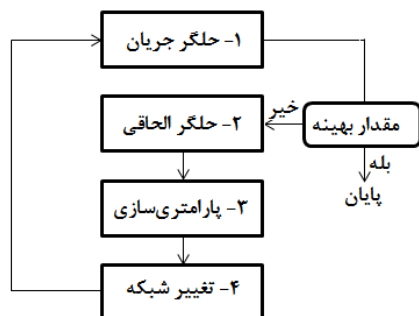 ۱- حلگر جریان
مقدار بهینه
خیر
بله
پایان
۲- حلگر الحاقی
۳- پارامتری‌سازی
۴- تغییر شبکه